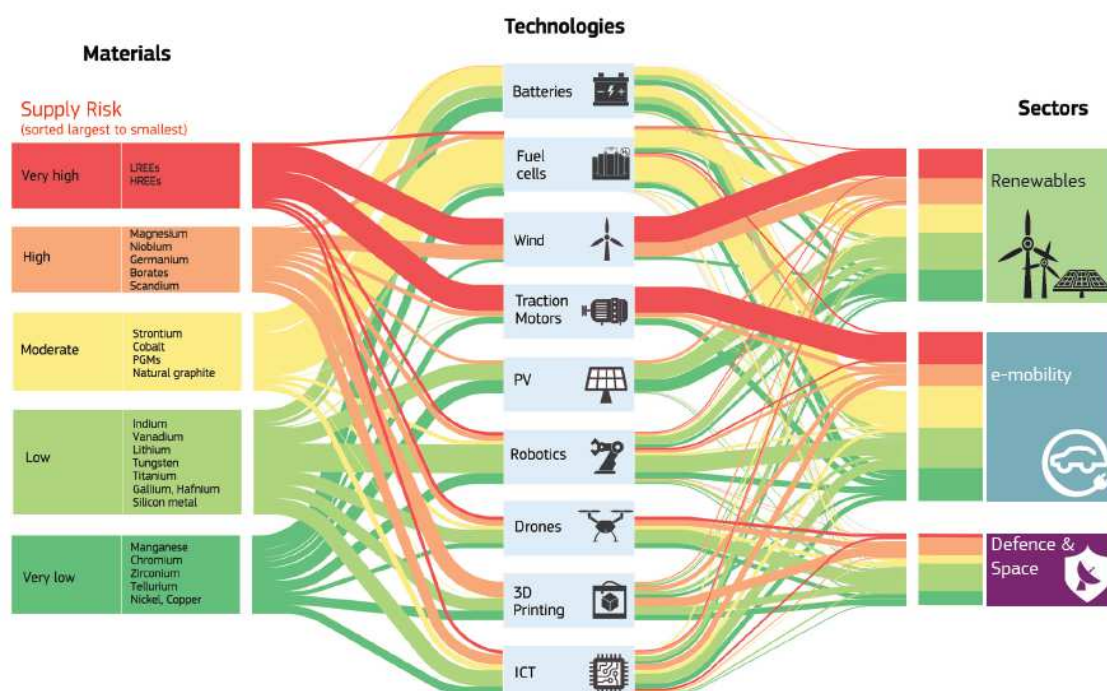 Technologies
Materials
Supply Risk
(sorted largest to smallest)
Very high
LREEs
HREEs
High
Magnesium
Niobium
Germanium
Borates
Scandium
Moderate
Strontium
Cobalt
PGMs
Natural graphite
Low
Indium
Vanadium
Lithium
Tungsten
Titanium
Gallium, Hafnium
Silicon metal
Very low
Manganese
Chromium
Zirconium
Tellurium
Nickel, Copper
Batteries
Fuel
cells
Wind
Traction
Motors
PV
Robotics
Drones
3D
Printing
ICT
Sectors
Renewables
e-mobility
Defence &
Space